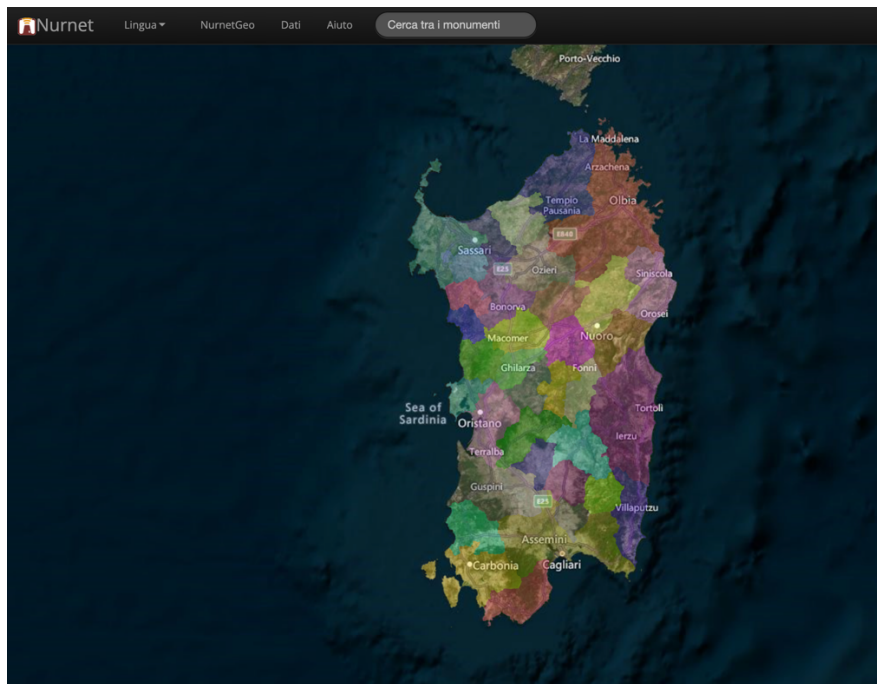 Nurnet
Lingua
NurnetGeo
Dati
Aiuto
Cerca tra i monumenti
Porto-Vecchio
La Maddalena
Arzachena
Tempio
Pausania
Olbia
E840
Sassari
E25
Ozieri
Siniscola
Bonorva
Orosei
Nuoro
Macomer
Ghilarza
Fonni
Sea of
Sardinia
Oristano
Tortolì
Ierzu
Terralba
Guspini
E25
Villaputzu
Assemini
Carbonia
Cagliari